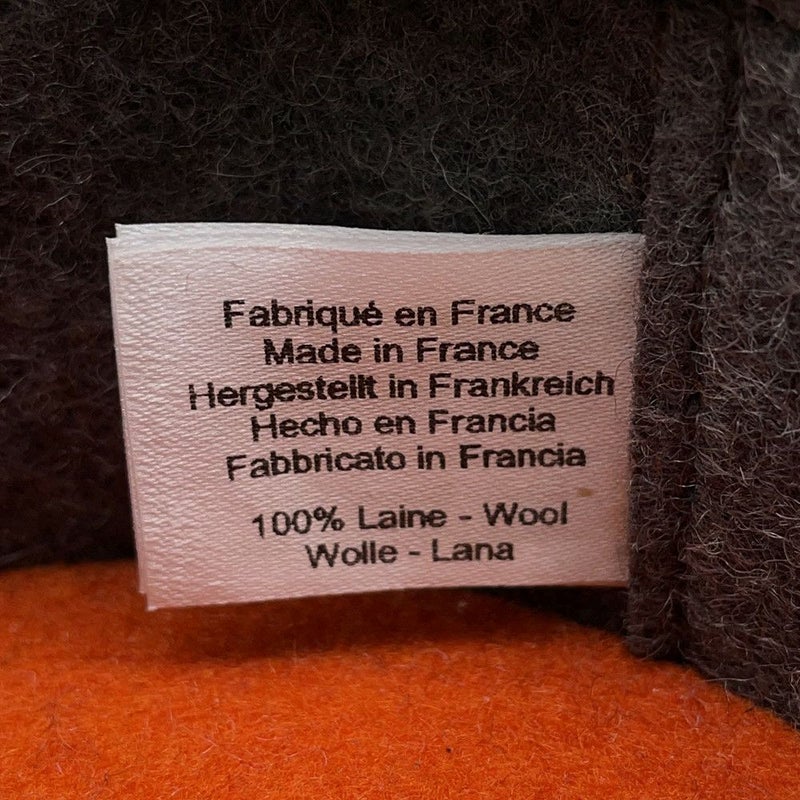 Fabriqué en France
Made in France
Hergestellt in Frankreich
Hecho en Francia
Fabbricato in Francia
100% Laine - Wool
Wolle - Lana